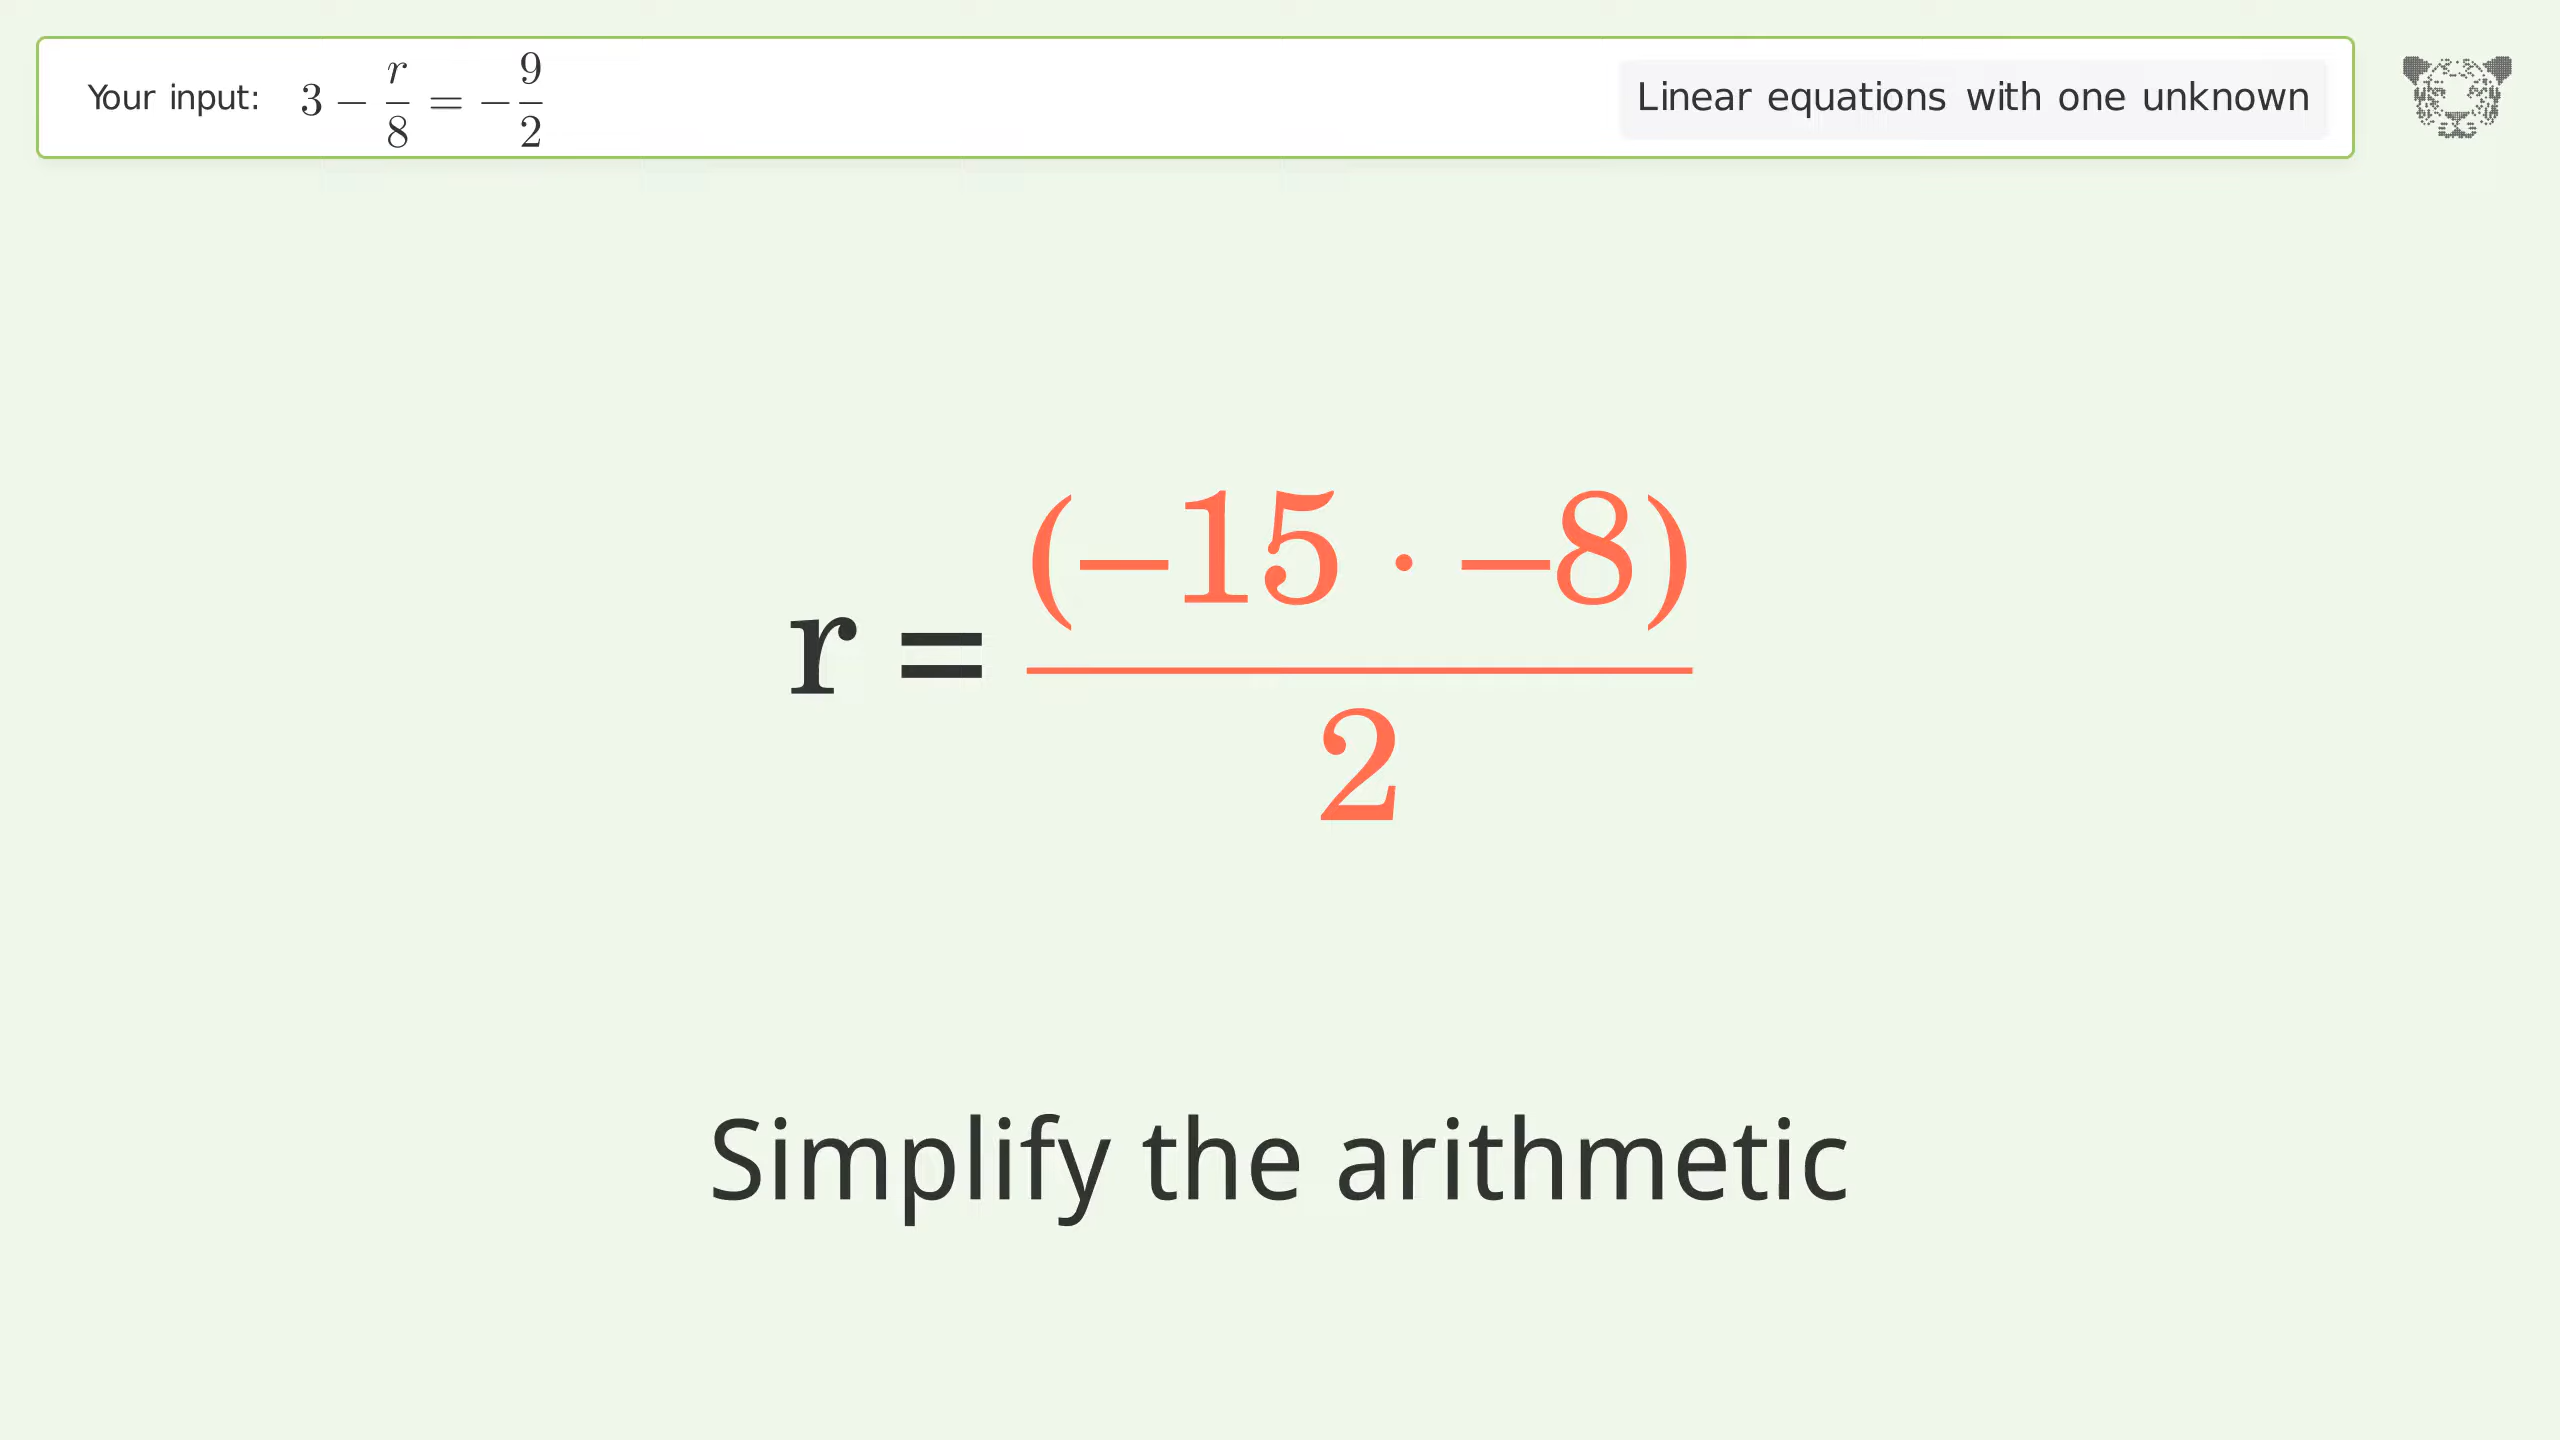 Your input: 3 − r/8 = −9/2
Linear equations with one unknown
r = (−15 · −8)/2
Simplify the arithmetic